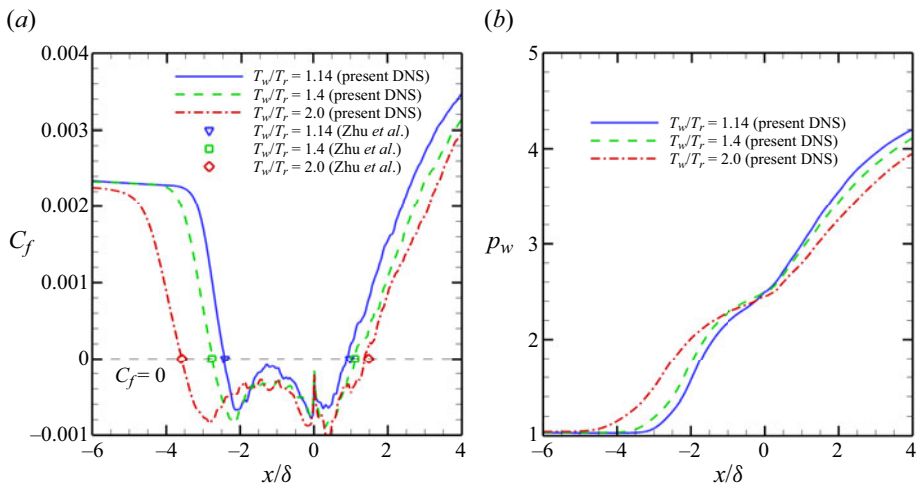 (a)
0.004
0.003
0.002
0.001
0
−0.001
C_f
T_w/T_r = 1.14 (present DNS)
T_w/T_r = 1.4 (present DNS)
T_w/T_r = 2.0 (present DNS)
T_w/T_r = 1.14 (Zhu et al.)
T_w/T_r = 1.4 (Zhu et al.)
T_w/T_r = 2.0 (Zhu et al.)
C_f = 0
−6 −4 −2 0 2 4
x/δ
(b)
5
4
3
2
1
p_w
T_w/T_r = 1.14 (present DNS)
T_w/T_r = 1.4 (present DNS)
T_w/T_r = 2.0 (present DNS)
−6 −4 −2 0 2 4
x/δ